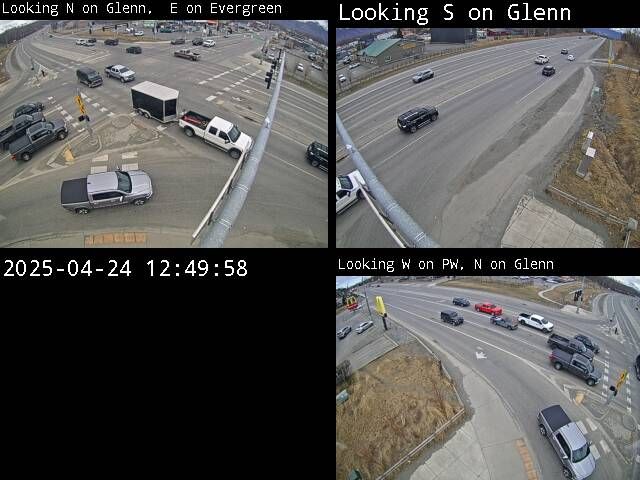 Looking N on Glenn,  E on Evergreen
Looking S on Glenn
2025-04-24 12:49:58
Looking W on PW, N on Glenn